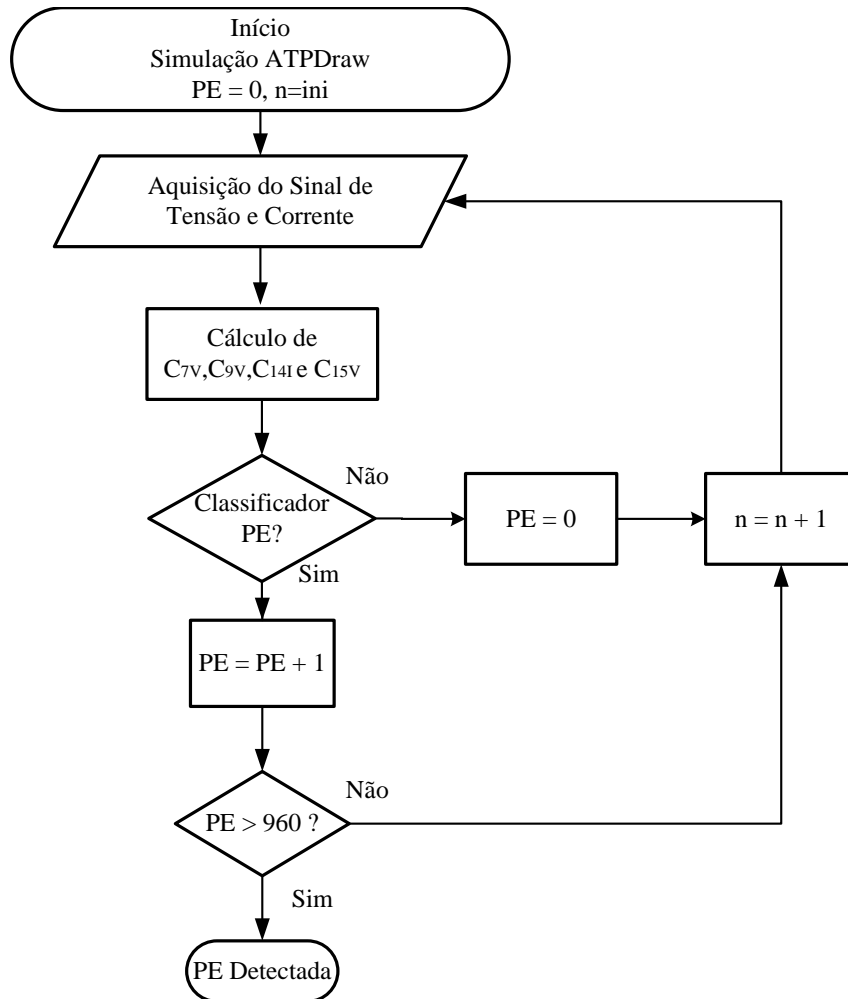 Início
Simulação ATPDraw
PE = 0, n=ini
Aquisição do Sinal de
Tensão e Corrente
Cálculo de
C7V,C9V,C14I e C15V
Não
Classificador
PE?
PE = 0
n = n + 1
Sim
PE = PE + 1
Não
PE > 960 ?
Sim
PE Detectada